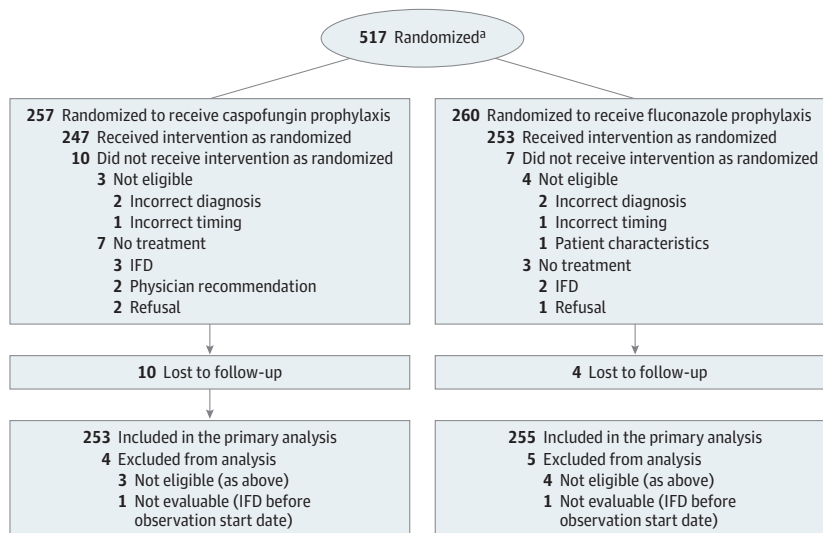 517 Randomizedᵃ
257 Randomized to receive caspofungin prophylaxis
247 Received intervention as randomized
10 Did not receive intervention as randomized
3 Not eligible
2 Incorrect diagnosis
1 Incorrect timing
7 No treatment
3 IFD
2 Physician recommendation
2 Refusal
260 Randomized to receive fluconazole prophylaxis
253 Received intervention as randomized
7 Did not receive intervention as randomized
4 Not eligible
2 Incorrect diagnosis
1 Incorrect timing
1 Patient characteristics
3 No treatment
2 IFD
1 Refusal
10 Lost to follow-up
4 Lost to follow-up
253 Included in the primary analysis
4 Excluded from analysis
3 Not eligible (as above)
1 Not evaluable (IFD before
observation start date)
255 Included in the primary analysis
5 Excluded from analysis
4 Not eligible (as above)
1 Not evaluable (IFD before
observation start date)